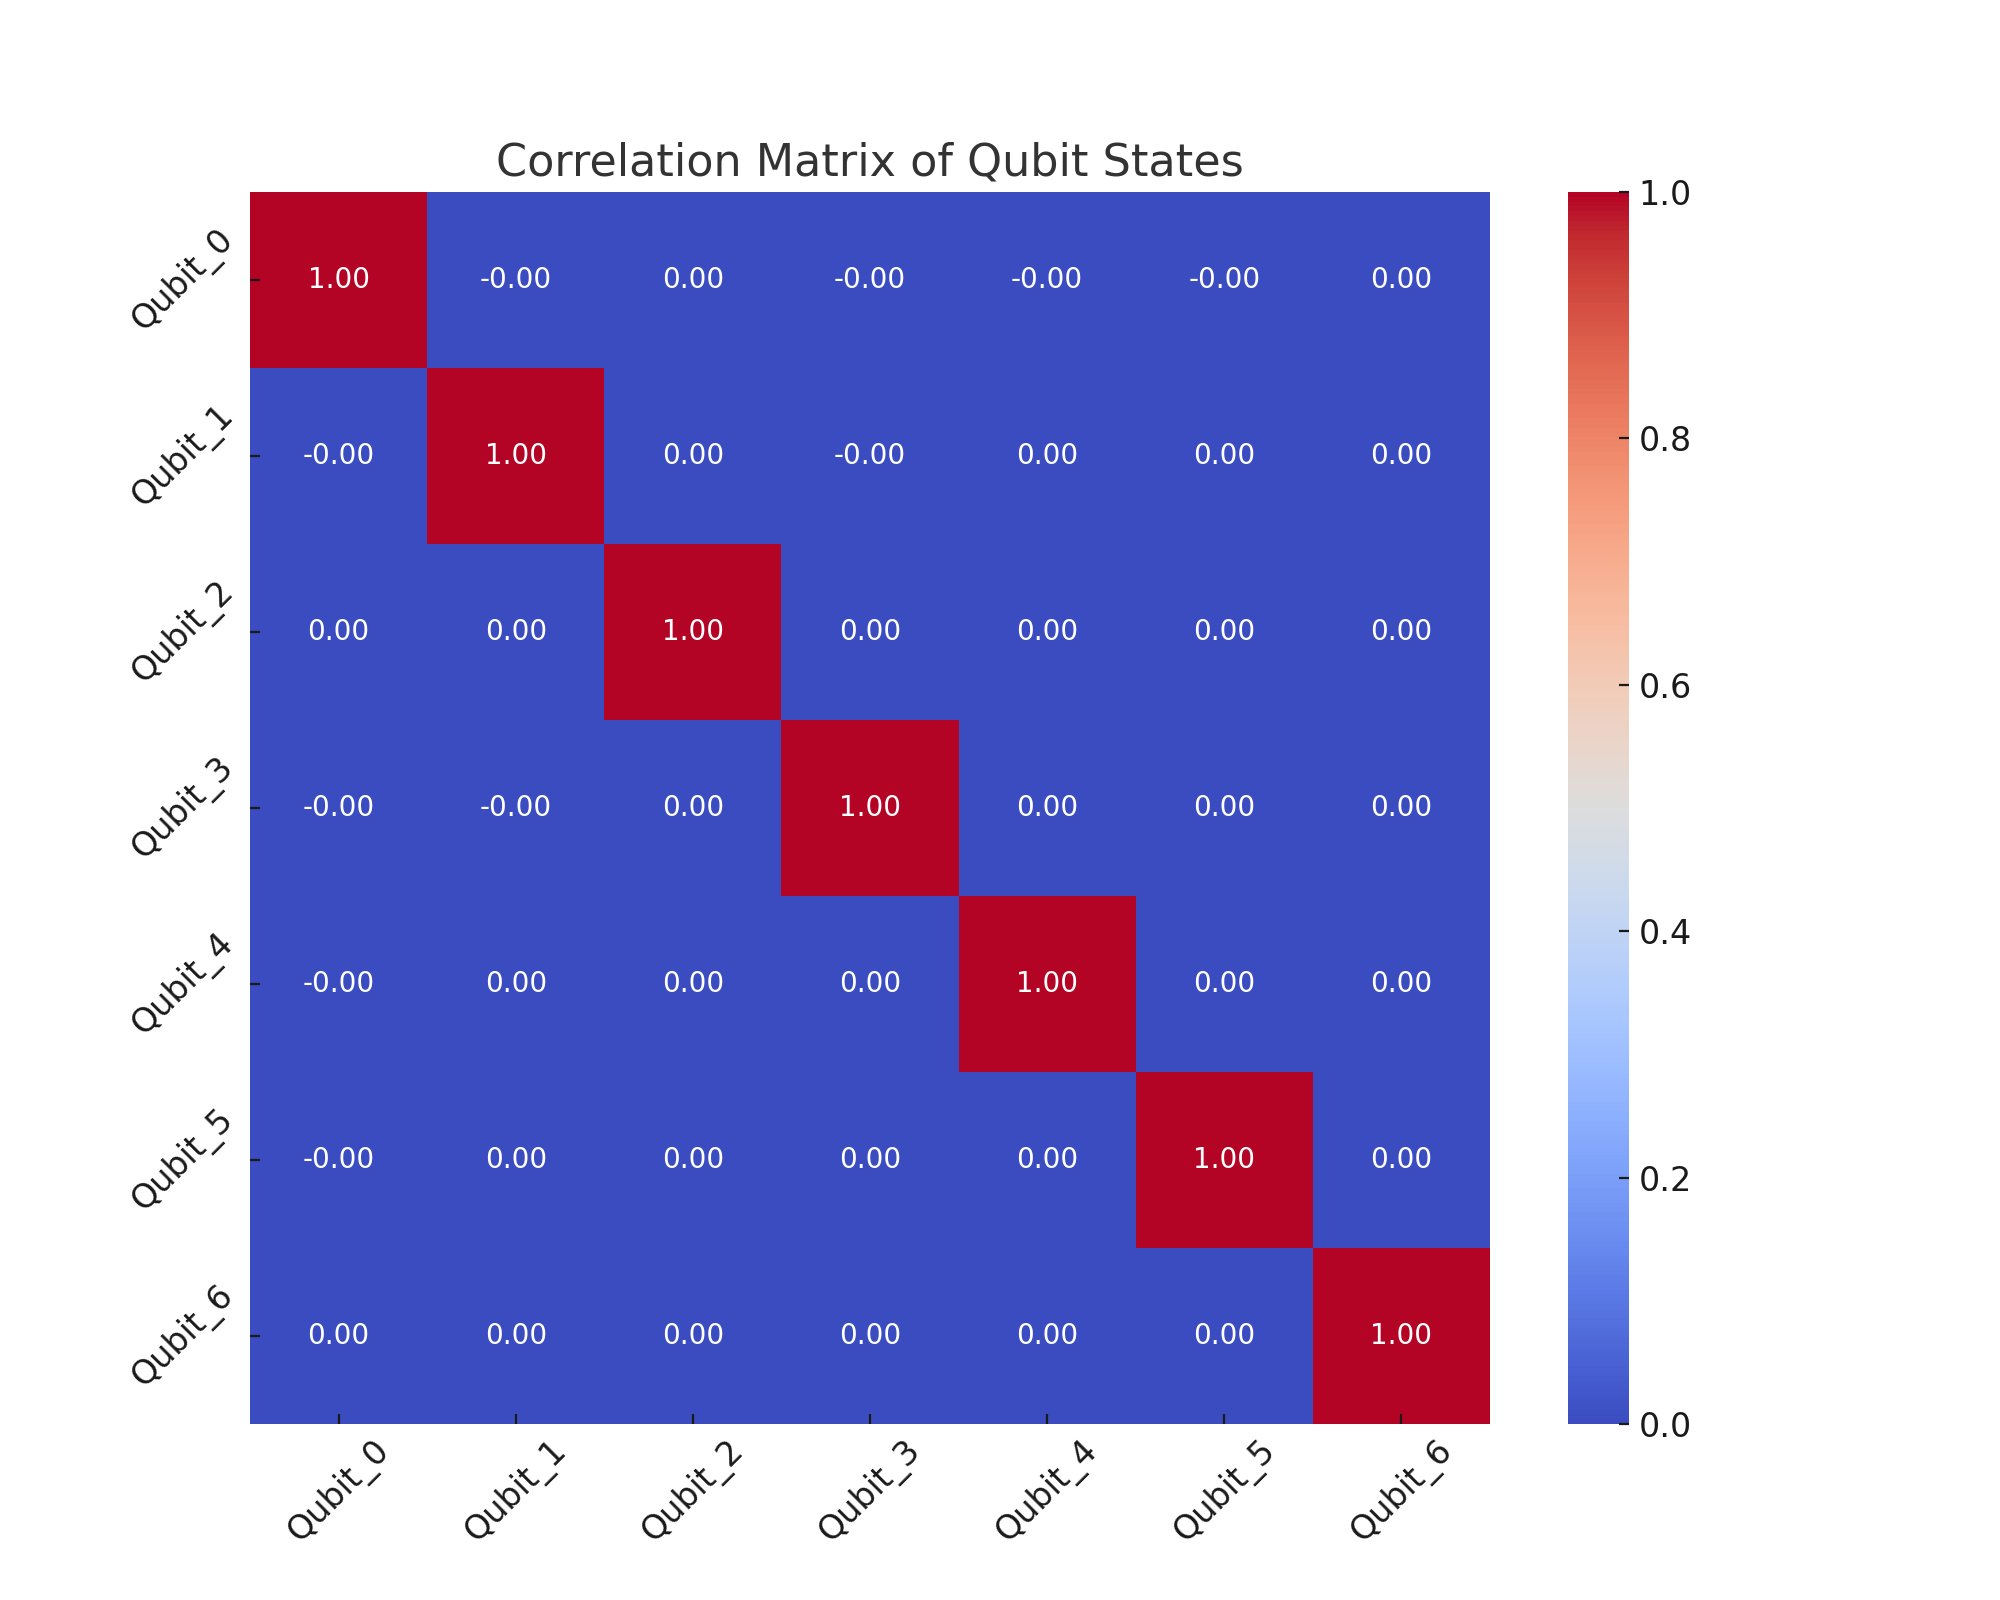 Correlation Matrix of Qubit States
Qubit_0 1.00 -0.00 0.00 -0.00 -0.00 -0.00 0.00
Qubit_1 -0.00 1.00 0.00 -0.00 0.00 0.00 0.00
Qubit_2 0.00 0.00 1.00 0.00 0.00 0.00 0.00
Qubit_3 -0.00 -0.00 0.00 1.00 0.00 0.00 0.00
Qubit_4 -0.00 0.00 0.00 0.00 1.00 0.00 0.00
Qubit_5 -0.00 0.00 0.00 0.00 0.00 1.00 0.00
Qubit_6 0.00 0.00 0.00 0.00 0.00 0.00 1.00
Qubit_0 Qubit_1 Qubit_2 Qubit_3 Qubit_4 Qubit_5 Qubit_6
1.0
0.8
0.6
0.4
0.2
0.0